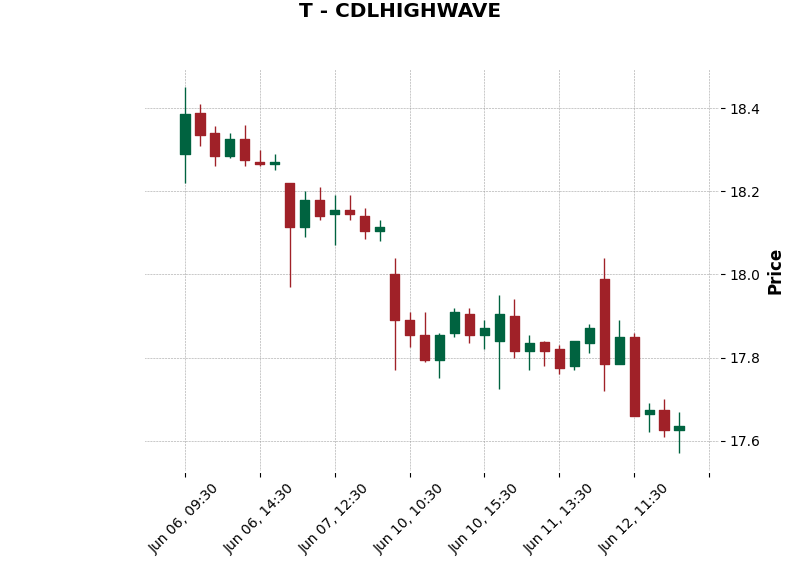 T - CDLHIGHWAVE
18.4
18.2
18.0
17.8
17.6
Price
Jun 06, 09:30
Jun 06, 14:30
Jun 07, 12:30
Jun 10, 10:30
Jun 10, 15:30
Jun 11, 13:30
Jun 12, 11:30